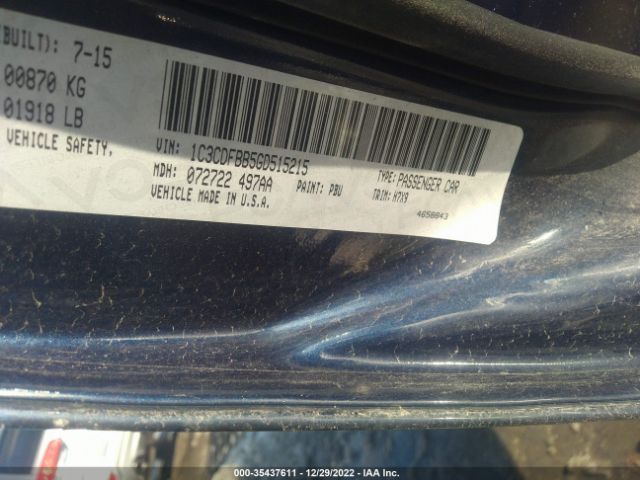 (BUILT): 7-15
00870 KG
01918 LB
VEHICLE SAFETY,
VIN: 1C3CDFBB5GD515215
MDH: 072722 497AA
PAINT: PBU
TYPE: PASSENGER CAR
TRIM: H7X9
VEHICLE MADE IN U.S.A.
4658843
000-35437611 - 12/29/2022 - IAA Inc.